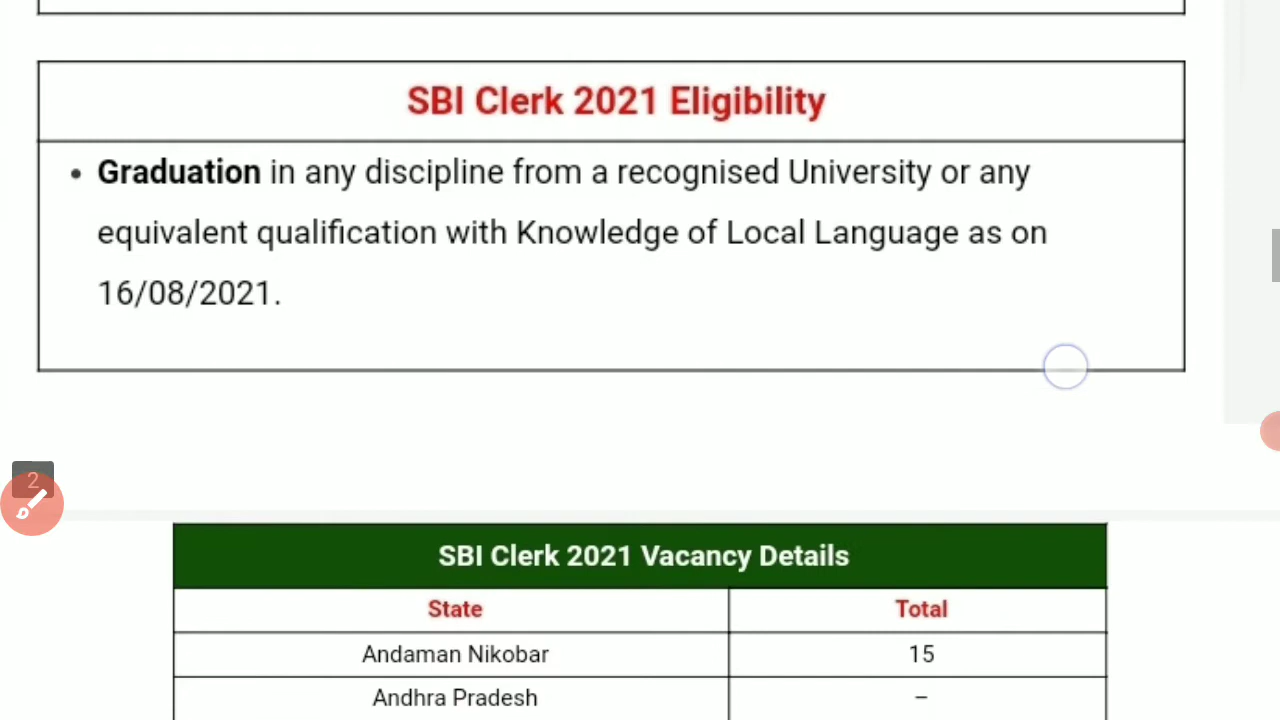 SBI Clerk 2021 Eligibility
• Graduation in any discipline from a recognised University or any
equivalent qualification with Knowledge of Local Language as on
16/08/2021.
2
SBI Clerk 2021 Vacancy Details
State Total
Andaman Nikobar 15
Andhra Pradesh –